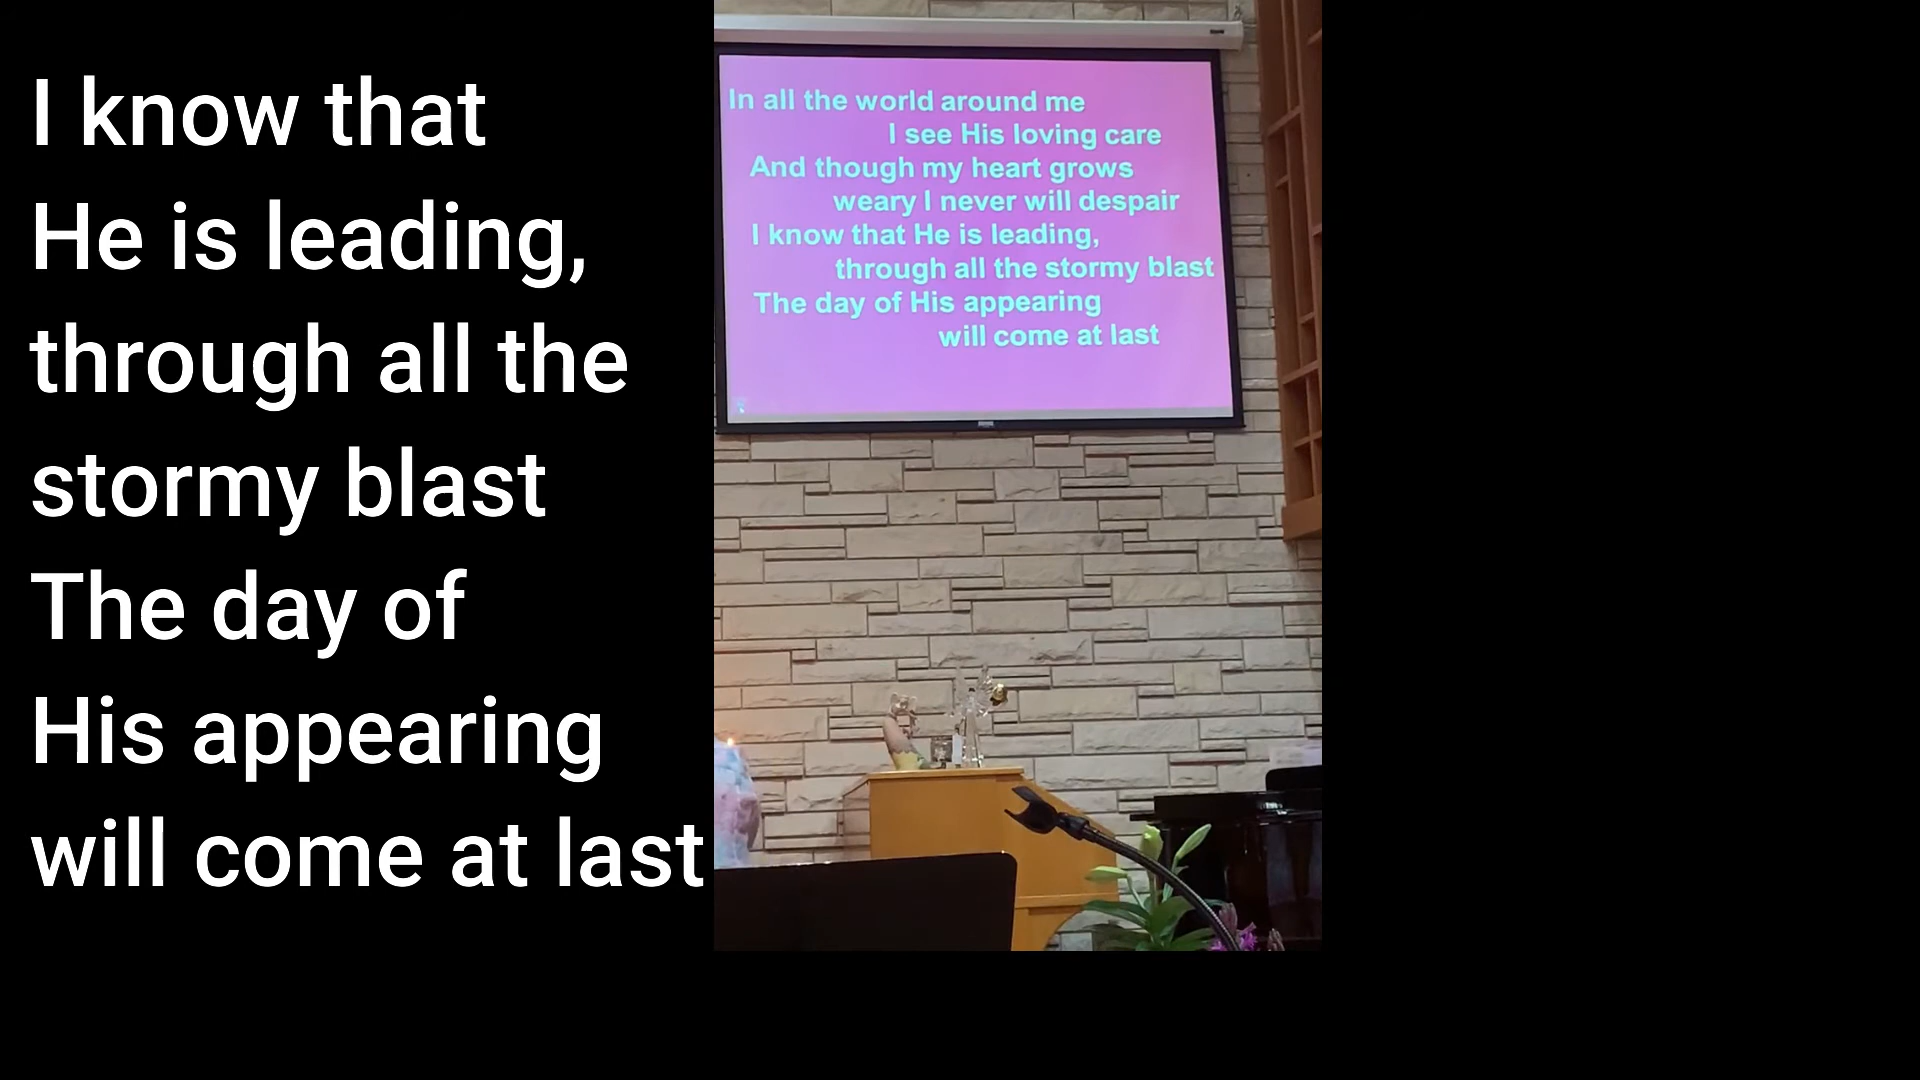 I know that
He is leading,
through all the
stormy blast
The day of
His appearing
will come at last
In all the world around me
I see His loving care
And though my heart grows
weary I never will despair
I know that He is leading,
through all the stormy blast
The day of His appearing
will come at last